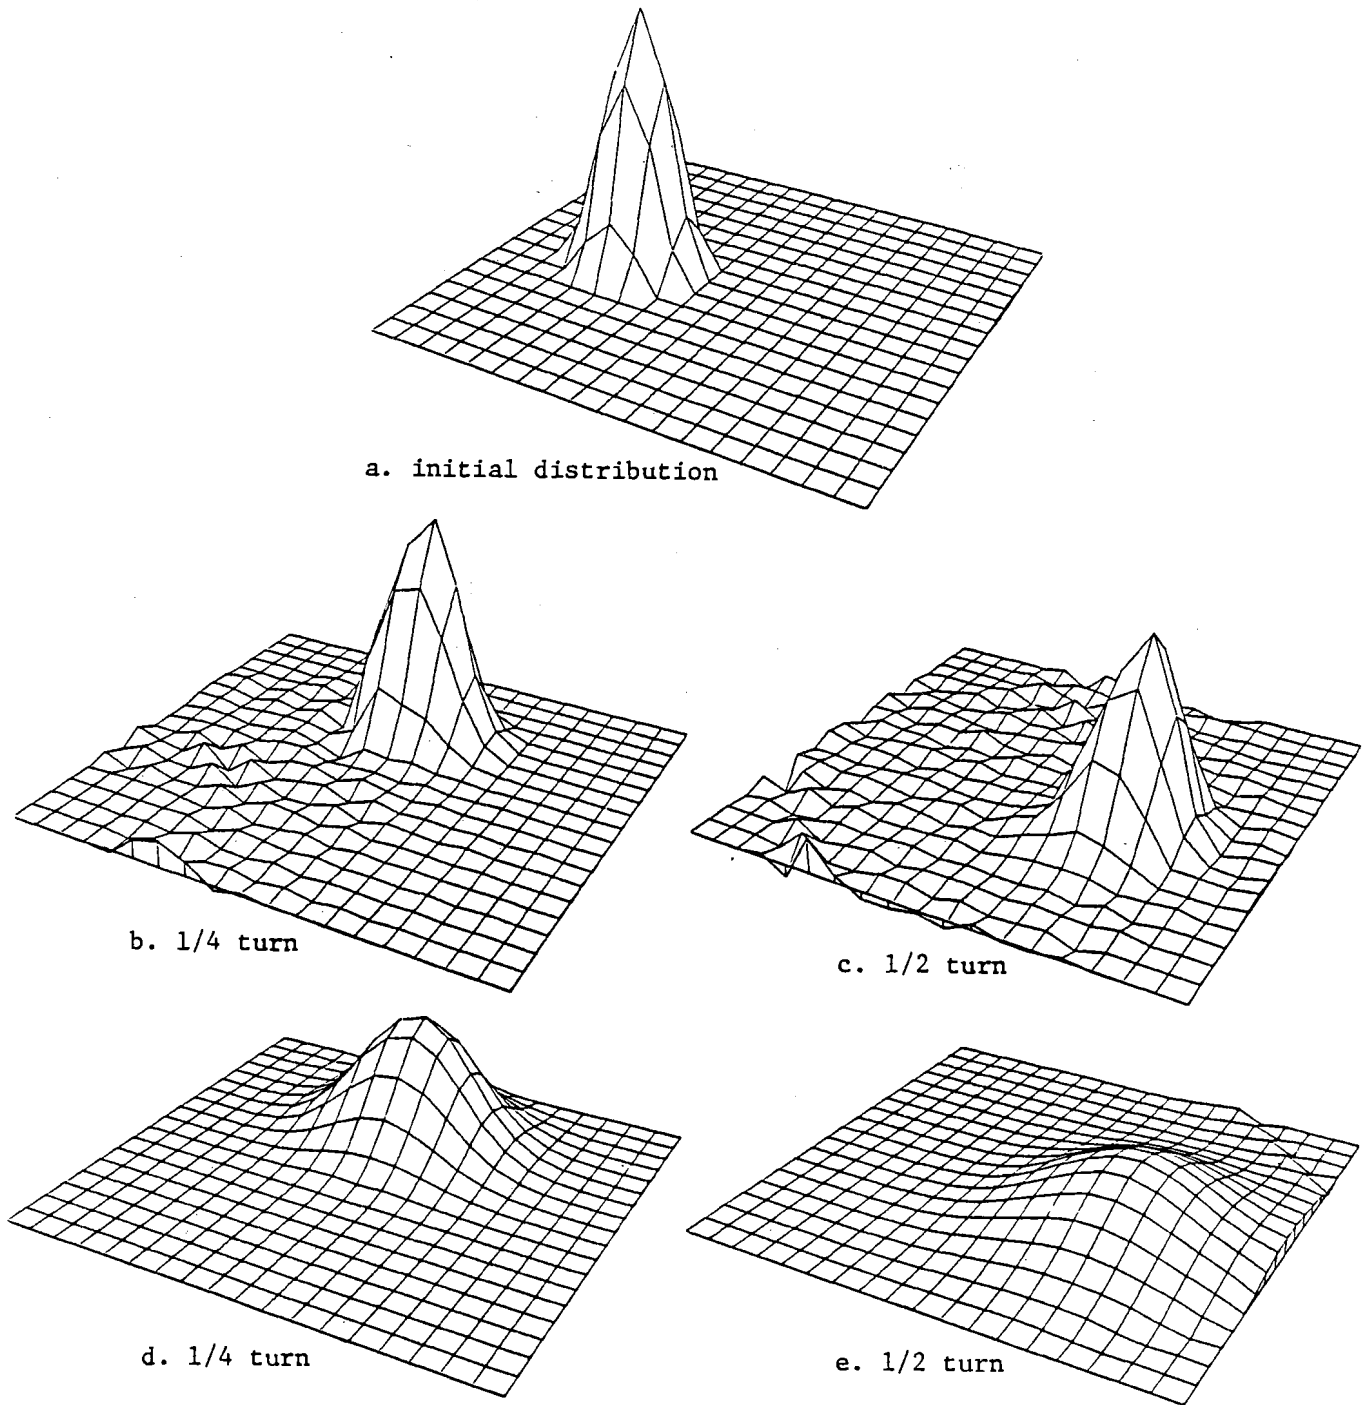 a. initial distribution
b. 1/4 turn
c. 1/2 turn
d. 1/4 turn
e. 1/2 turn